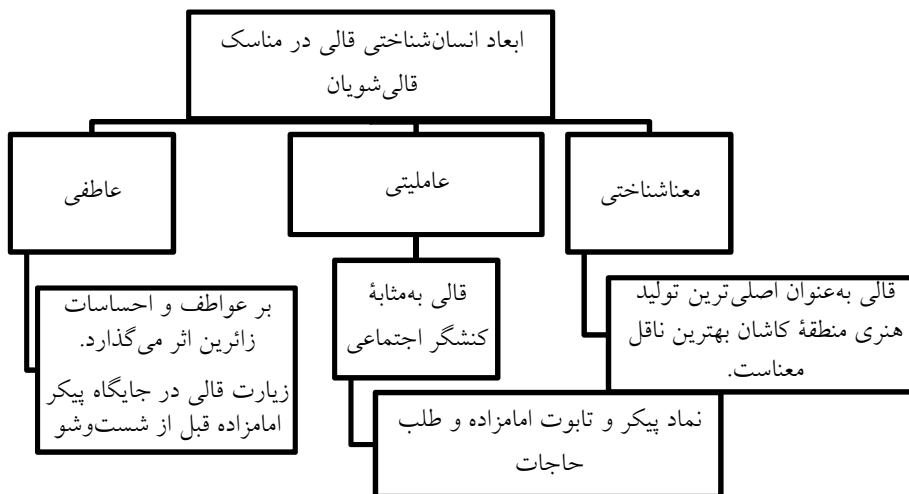 ابعاد انسان‌شناختی قالی در مناسک
قالی‌شویان
معناشناختی
عاملیتی
عاطفی
قالی به‌عنوان اصلی‌ترین تولید
هنری منطقهٔ کاشان بهترین ناقل
معناست.
قالی به‌مثابهٔ
کنشگر اجتماعی
نماد پیکر و تابوت امامزاده و طلب
حاجات
بر عواطف و احساسات
زائرین اثر می‌گذارد.
زیارت قالی در جایگاه پیکر
امامزاده قبل از شست‌وشو